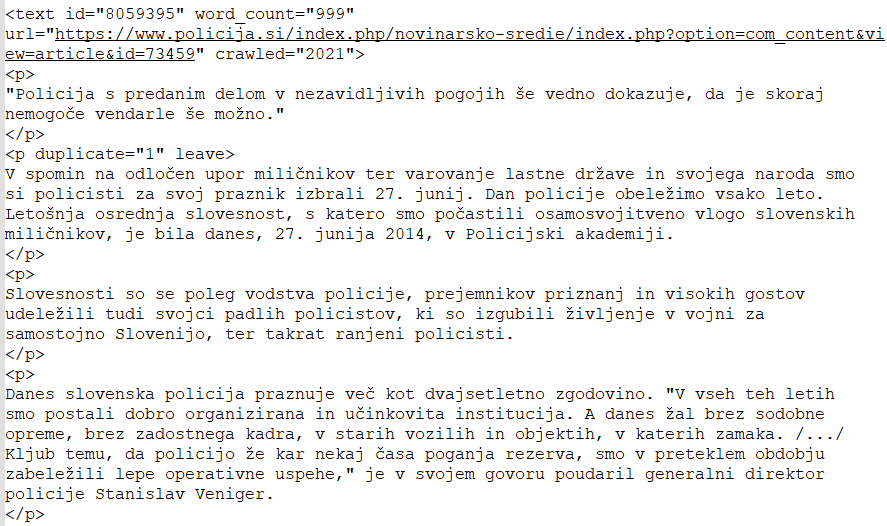 <text id="8059395" word_count="999"
url="https://www.policija.si/index.php/novinarsko-sredie/index.php?option=com_content&vi
ew=article&id=73459" crawled="2021">
<p>
"Policija s predanim delom v nezavidljivih pogojih še vedno dokazuje, da je skoraj
nemogoče vendarle še možno."
</p>
<p duplicate="1" leave>
V spomin na odločen upor miličnikov ter varovanje lastne države in svojega naroda smo
si policisti za svoj praznik izbrali 27. junij. Dan policije obeležimo vsako leto.
Letošnja osrednja slovesnost, s katero smo počastili osamosvojitveno vlogo slovenskih
miličnikov, je bila danes, 27. junija 2014, v Policijski akademiji.
</p>
<p>
Slovesnosti so se poleg vodstva policije, prejemnikov priznanj in visokih gostov
udeležili tudi svojci padlih policistov, ki so izgubili življenje v vojni za
samostojno Slovenijo, ter takrat ranjeni policisti.
</p>
<p>
Danes slovenska policija praznuje več kot dvajsetletno zgodovino. "V vseh teh letih
smo postali dobro organizirana in učinkovita institucija. A danes žal brez sodobne
opreme, brez zadostnega kadra, v starih vozilih in objektih, v katerih zamaka. /.../
Kljub temu, da policijo že kar nekaj časa poganja rezerva, smo v preteklem obdobju
zabeležili lepe operativne uspehe," je v svojem govoru poudaril generalni direktor
policije Stanislav Veniger.
</p>